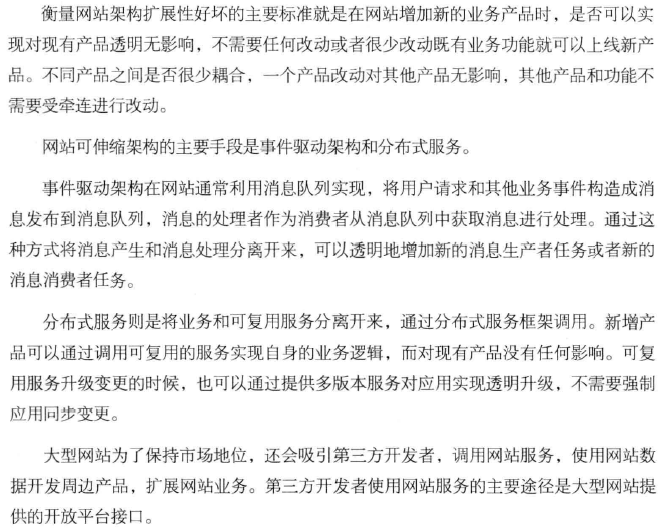 衡量网站架构扩展性好坏的主要标准就是在网站增加新的业务产品时，是否可以实
现对现有产品透明无影响，不需要任何改动或者很少改动既有业务功能就可以上线新产
品。不同产品之间是否很少耦合，一个产品改动对其他产品无影响，其他产品和功能不
需要受牵连进行改动。
网站可伸缩架构的主要手段是事件驱动架构和分布式服务。
事件驱动架构在网站通常利用消息队列实现，将用户请求和其他业务事件构造成消
息发布到消息队列，消息的处理者作为消费者从消息队列中获取消息进行处理。通过这
种方式将消息产生和消息处理分离开来，可以透明地增加新的消息生产者任务或者新的
消息消费者任务。
分布式服务则是将业务和可复用服务分离开来，通过分布式服务框架调用。新增产
品可以通过调用可复用的服务实现自身的业务逻辑，而对现有产品没有任何影响。可复
用服务升级变更的时候，也可以通过提供多版本服务对应用实现透明升级，不需要强制
应用同步变更。
大型网站为了保持市场地位，还会吸引第三方开发者，调用网站服务，使用网站数
据开发周边产品，扩展网站业务。第三方开发者使用网站服务的主要途径是大型网站提
供的开放平台接口。